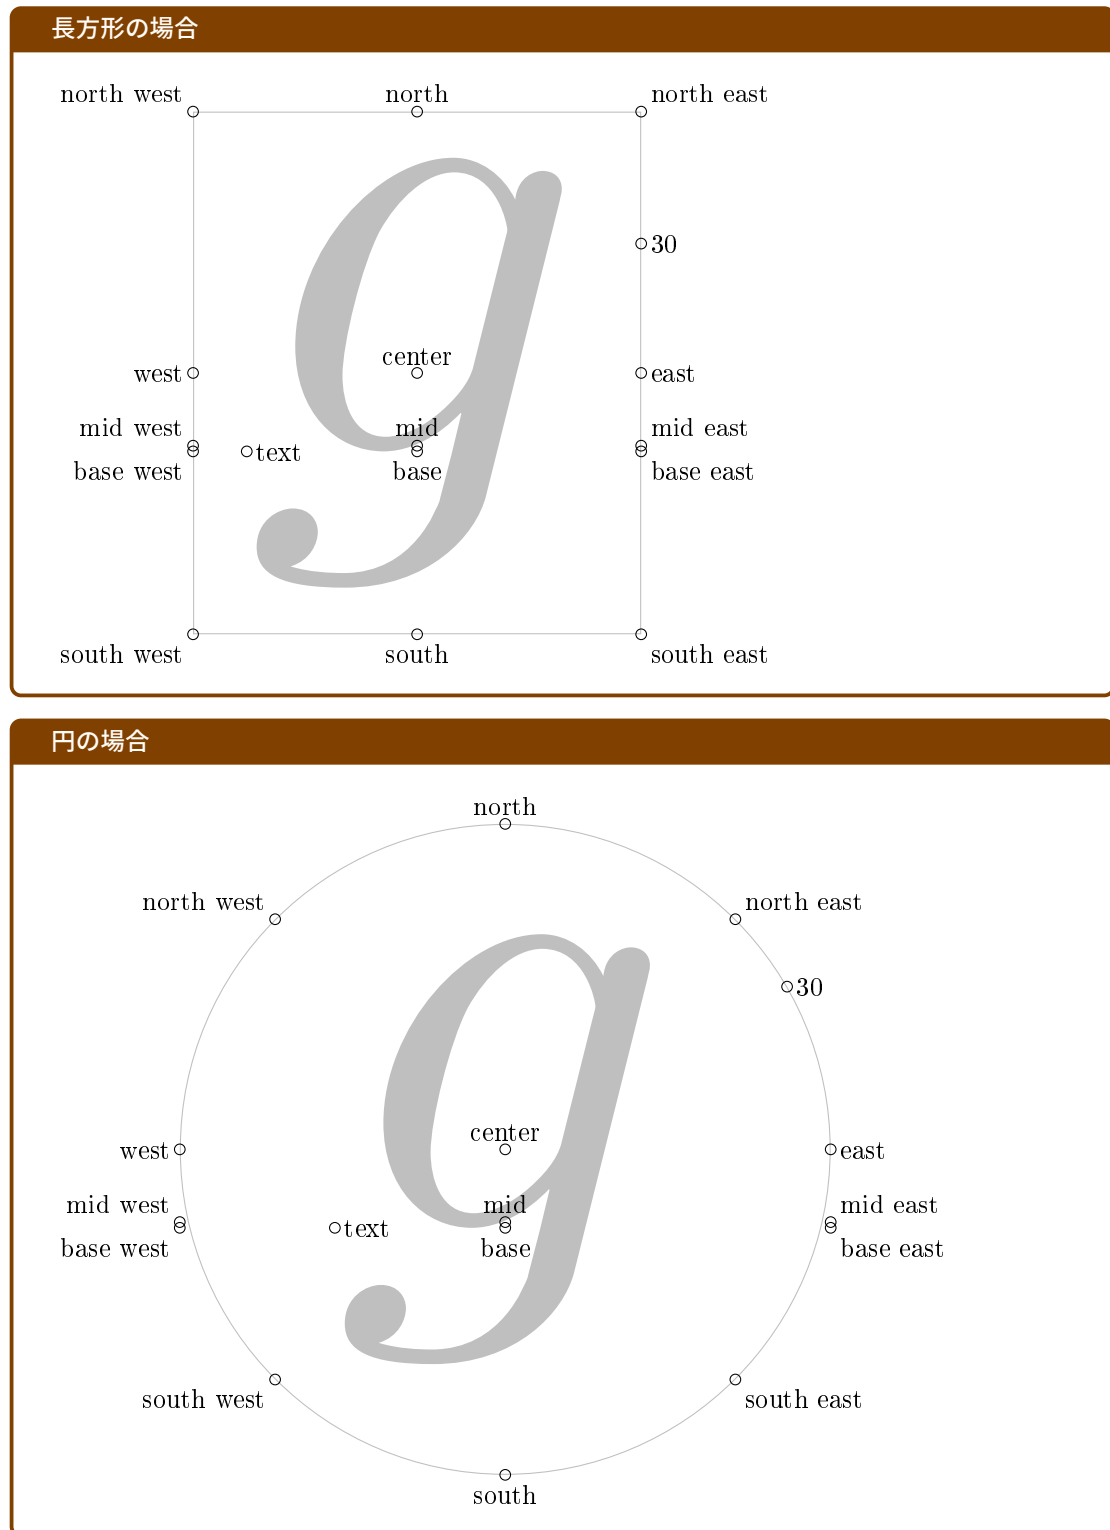 長方形の場合
north west north north east
g
30
center
west east
mid west mid mid east
text
base west base base east
south west south south east
円の場合
north
north west north east
g
30
center
west east
mid west mid mid east
text
base west base base east
south west south east
south